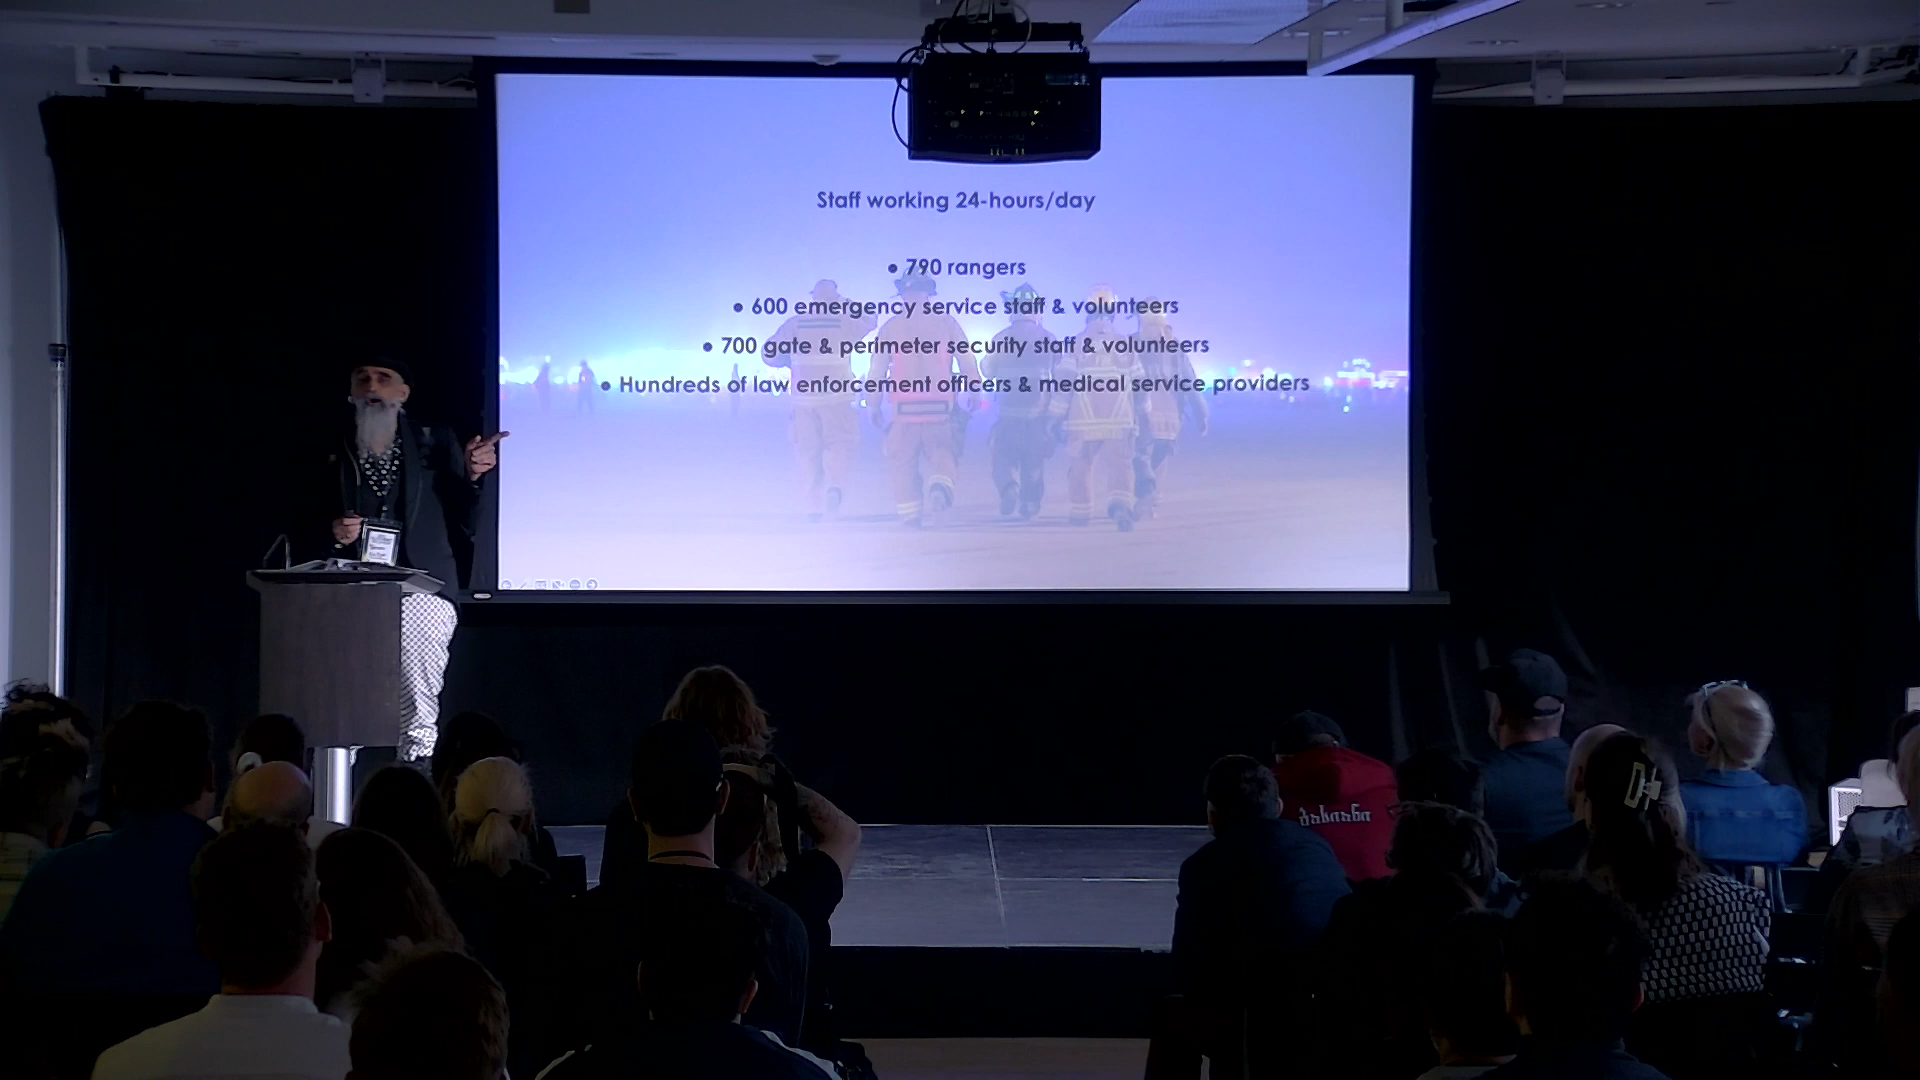 Staff working 24-hours/day
• 790 rangers
• 600 emergency service staff & volunteers
• 700 gate & perimeter security staff & volunteers
• Hundreds of law enforcement officers & medical service providers